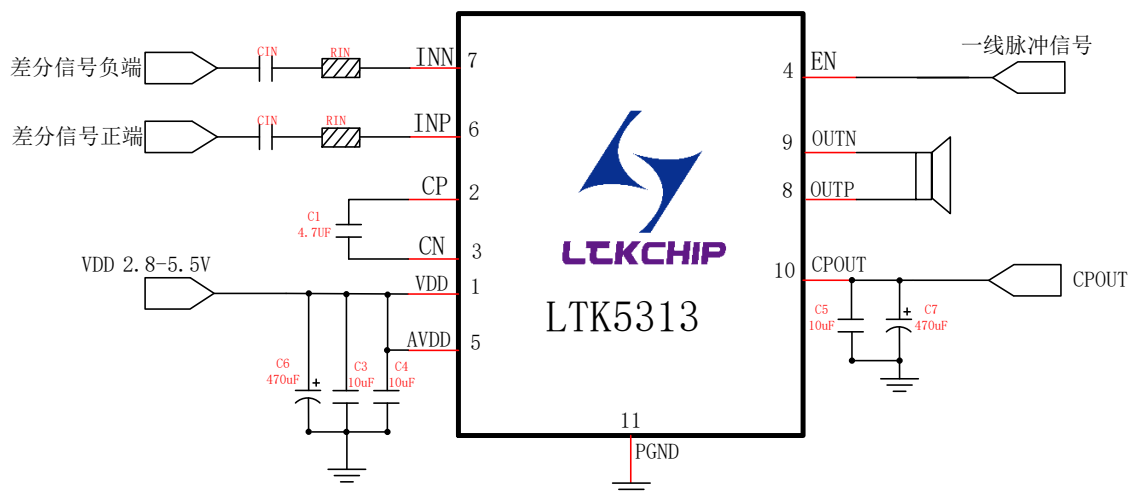 差分信号负端
CIN
RIN
INN
7
差分信号正端
CIN
RIN
INP
6
CP
2
C1
4.7UF
CN
3
VDD 2.8-5.5V
VDD
1
AVDD
5
C6
470uF
+
C3
10uF
C4
10uF
LTKCHIP
LTK5313
11
PGND
一线脉冲信号
4
EN
9
OUTN
8
OUTP
10
CPOUT
CPOUT
C5
10uF
C7
470uF
+